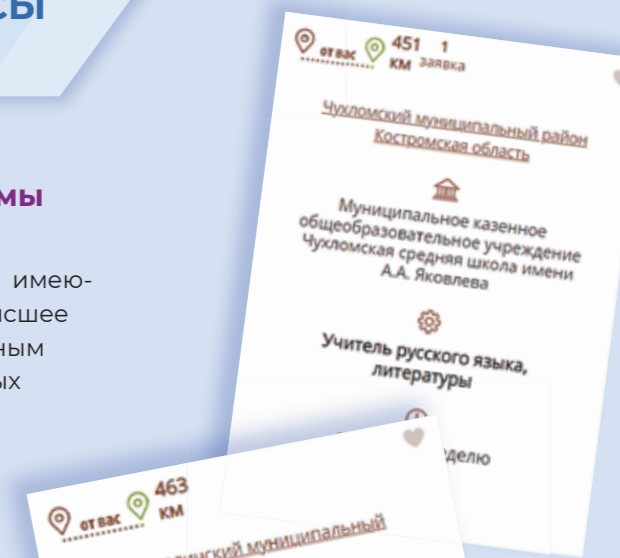 сы
мы
имею-
сшее
ным
ых
от вас 451 1
км заявка
Чухломский муниципальный район
Костромская область
Муниципальное казенное
общеобразовательное учреждение
Чухломская средняя школа имени
А.А. Яковлева
Учитель русского языка,
литературы
делю
от вас 463
км
муниципальный